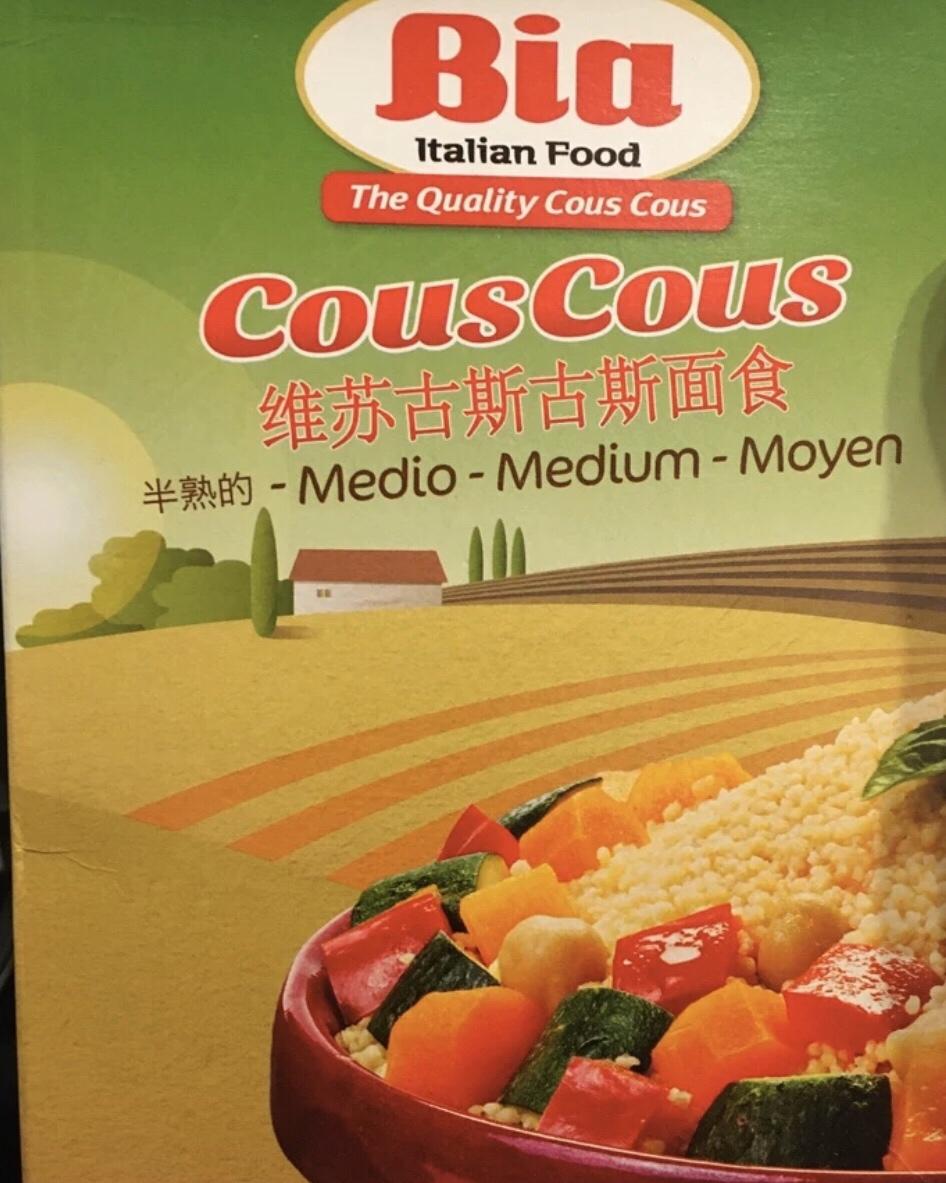 Bia
Italian Food
The Quality Cous Cous
CousCous
维苏古斯古斯面食
半熟的 - Medio - Medium - Moyen